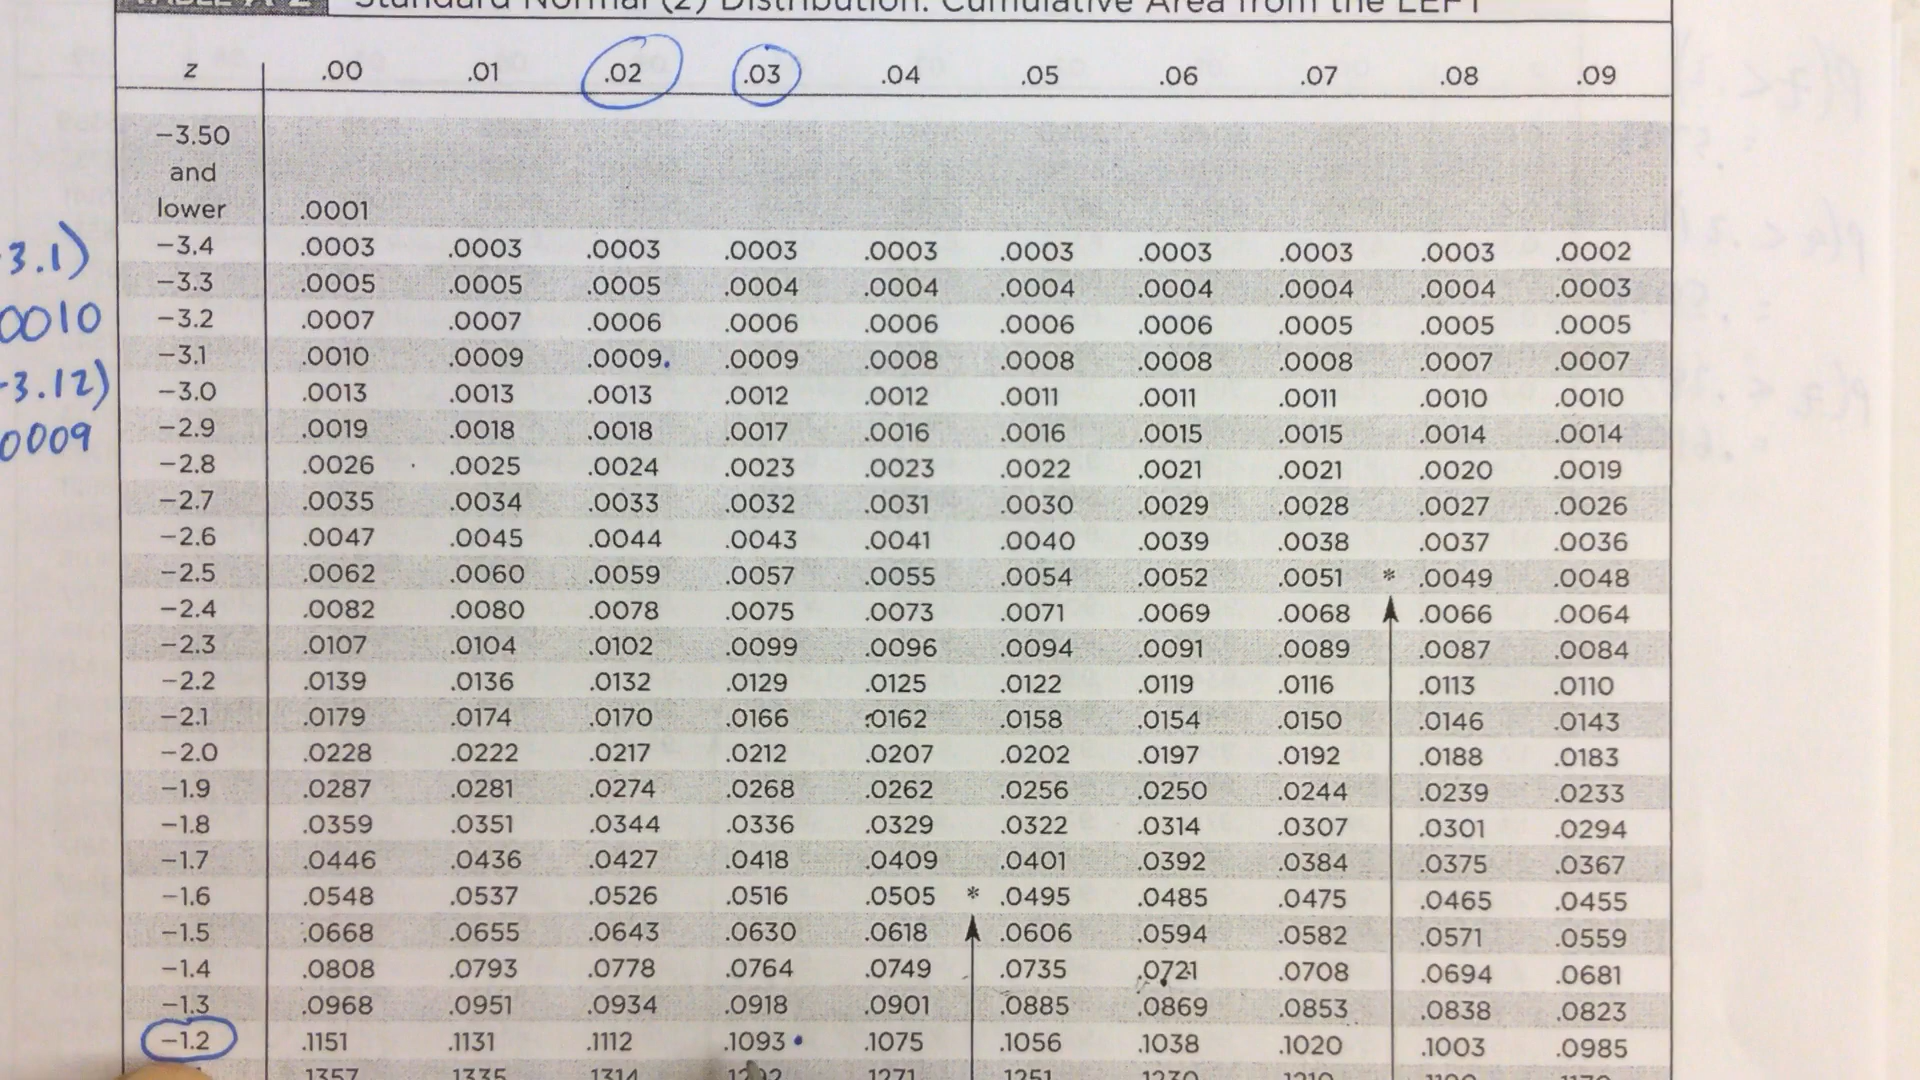 Standard Normal (z) Distribution: Cumulative Area from the LEFT
z .00 .01 .02 .03 .04 .05 .06 .07 .08 .09
−3.50
and
lower .0001
−3.4 .0003 .0003 .0003 .0003 .0003 .0003 .0003 .0003 .0003 .0002
−3.3 .0005 .0005 .0005 .0004 .0004 .0004 .0004 .0004 .0004 .0003
−3.2 .0007 .0007 .0006 .0006 .0006 .0006 .0006 .0005 .0005 .0005
−3.1 .0010 .0009 .0009 .0009 .0008 .0008 .0008 .0008 .0007 .0007
−3.0 .0013 .0013 .0013 .0012 .0012 .0011 .0011 .0011 .0010 .0010
−2.9 .0019 .0018 .0018 .0017 .0016 .0016 .0015 .0015 .0014 .0014
−2.8 .0026 .0025 .0024 .0023 .0023 .0022 .0021 .0021 .0020 .0019
−2.7 .0035 .0034 .0033 .0032 .0031 .0030 .0029 .0028 .0027 .0026
−2.6 .0047 .0045 .0044 .0043 .0041 .0040 .0039 .0038 .0037 .0036
−2.5 .0062 .0060 .0059 .0057 .0055 .0054 .0052 .0051 * .0049 .0048
−2.4 .0082 .0080 .0078 .0075 .0073 .0071 .0069 .0068 .0066 .0064
−2.3 .0107 .0104 .0102 .0099 .0096 .0094 .0091 .0089 .0087 .0084
−2.2 .0139 .0136 .0132 .0129 .0125 .0122 .0119 .0116 .0113 .0110
−2.1 .0179 .0174 .0170 .0166 .0162 .0158 .0154 .0150 .0146 .0143
−2.0 .0228 .0222 .0217 .0212 .0207 .0202 .0197 .0192 .0188 .0183
−1.9 .0287 .0281 .0274 .0268 .0262 .0256 .0250 .0244 .0239 .0233
−1.8 .0359 .0351 .0344 .0336 .0329 .0322 .0314 .0307 .0301 .0294
−1.7 .0446 .0436 .0427 .0418 .0409 .0401 .0392 .0384 .0375 .0367
−1.6 .0548 .0537 .0526 .0516 .0505 * .0495 .0485 .0475 .0465 .0455
−1.5 .0668 .0655 .0643 .0630 .0618 .0606 .0594 .0582 .0571 .0559
−1.4 .0808 .0793 .0778 .0764 .0749 .0735 .0721 .0708 .0694 .0681
−1.3 .0968 .0951 .0934 .0918 .0901 .0885 .0869 .0853 .0838 .0823
−1.2 .1151 .1131 .1112 .1093 .1075 .1056 .1038 .1020 .1003 .0985
3.1)
0010
-3.12)
0009